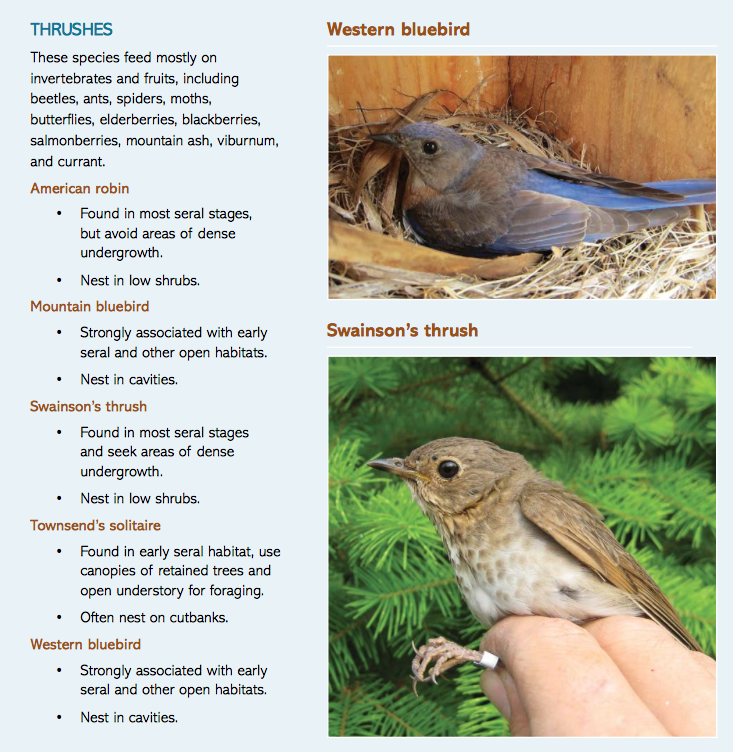 THRUSHES
These species feed mostly on
invertebrates and fruits, including
beetles, ants, spiders, moths,
butterflies, elderberries, blackberries,
salmonberries, mountain ash, viburnum,
and currant.
American robin
• Found in most seral stages,
but avoid areas of dense
undergrowth.
• Nest in low shrubs.
Mountain bluebird
• Strongly associated with early
seral and other open habitats.
• Nest in cavities.
Swainson's thrush
• Found in most seral stages
and seek areas of dense
undergrowth.
• Nest in low shrubs.
Townsend's solitaire
• Found in early seral habitat, use
canopies of retained trees and
open understory for foraging.
• Often nest on cutbanks.
Western bluebird
• Strongly associated with early
seral and other open habitats.
• Nest in cavities.
Western bluebird
Swainson's thrush